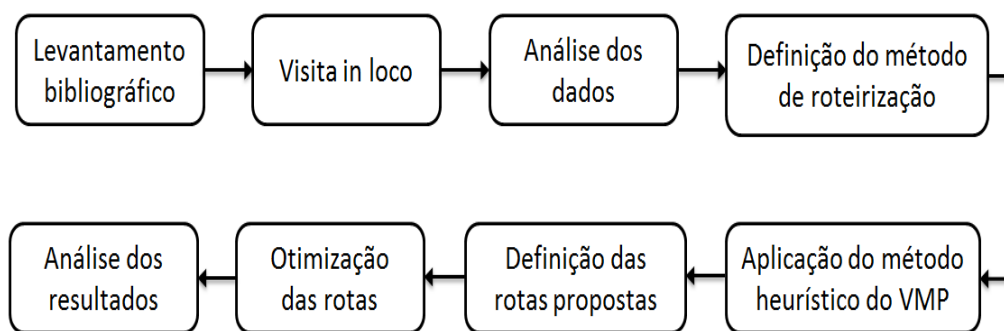 Levantamento
bibliográfico
Visita in loco
Análise dos
dados
Definição do método
de roteirização
Aplicação do método
heurístico do VMP
Definição das
rotas propostas
Otimização
das rotas
Análise dos
resultados